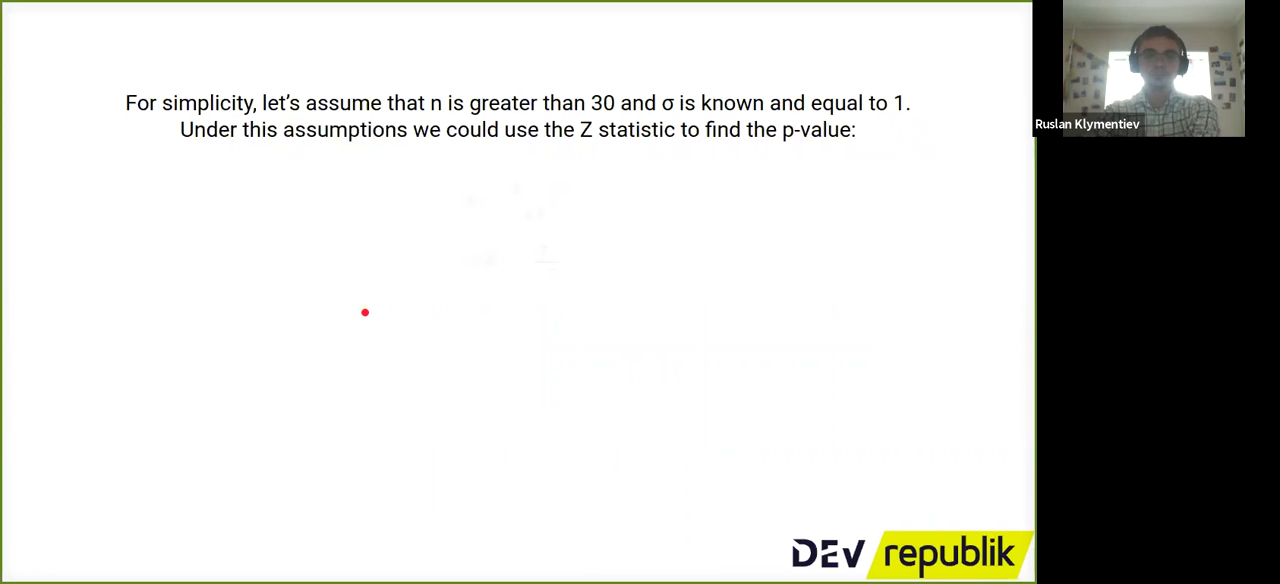 For simplicity, let's assume that n is greater than 30 and σ is known and equal to 1.
Under this assumptions we could use the Z statistic to find the p-value:
Ruslan Klymentiev
DEV republik